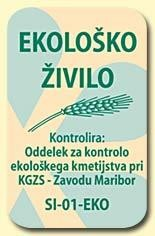 EKOLOŠKO
ŽIVILO
Kontrolira:
Oddelek za kontrolo
ekološkega kmetijstva pri
KGZS - Zavodu Maribor
SI-01-EKO